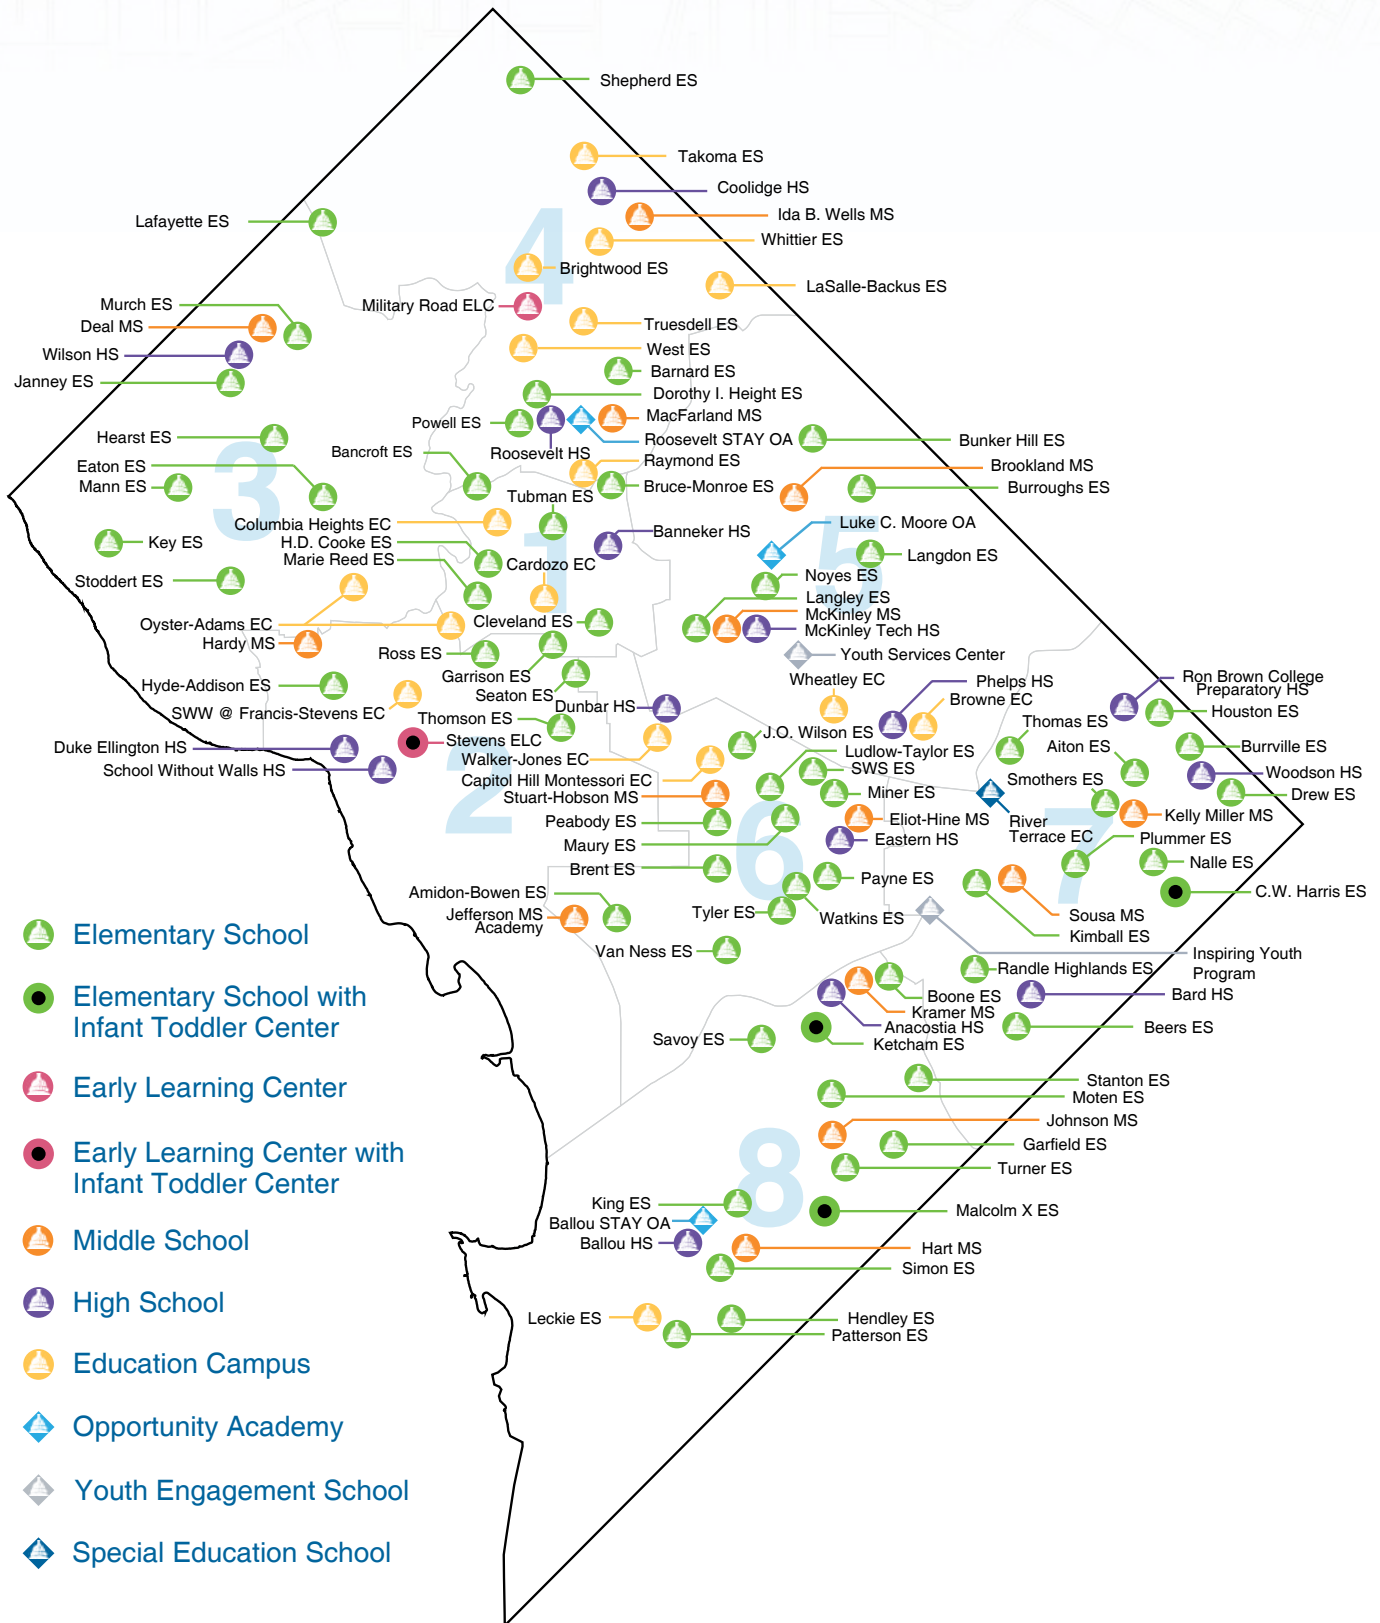 Shepherd ES
Takoma ES
Coolidge HS
Ida B. Wells MS
Lafayette ES
Whittier ES
4
Brightwood ES
LaSalle-Backus ES
Murch ES
Military Road ELC
Deal MS
Truesdell ES
Wilson HS
West ES
Barnard ES
Janney ES
Dorothy I. Height ES
MacFarland MS
Powell ES
Roosevelt STAY OA
Hearst ES
Bunker Hill ES
Bancroft ES
Roosevelt HS
Raymond ES
Eaton ES
Brookland MS
Mann ES
3
Bruce-Monroe ES
Burroughs ES
Tubman ES
Columbia Heights EC
Luke C. Moore OA
Banneker HS
Key ES
H.D. Cooke ES
1
5
Langdon ES
Marie Reed ES
Cardozo EC
Stoddert ES
Noyes ES
Langley ES
McKinley MS
Oyster-Adams EC
Cleveland ES
McKinley Tech HS
Hardy MS
Ross ES
Youth Services Center
Garrison ES
Wheatley EC
Hyde-Addison ES
Seaton ES
Phelps HS
Ron Brown College
Preparatory HS
Browne EC
SWW @ Francis-Stevens EC
Dunbar HS
Houston ES
Thomson ES
Thomas ES
J.O. Wilson ES
Duke Ellington HS
Stevens ELC
Aiton ES
Burrville ES
Ludlow-Taylor ES
Walker-Jones EC
School Without Walls HS
SWS ES
Woodson HS
Capitol Hill Montessori EC
Smothers ES
2
Miner ES
Drew ES
Stuart-Hobson MS
Kelly Miller MS
Peabody ES
Eliot-Hine MS
River
Terrace EC
Eastern HS
Plummer ES
Maury ES
6
7
Nalle ES
Brent ES
Payne ES
C.W. Harris ES
Amidon-Bowen ES
Tyler ES
Watkins ES
Sousa MS
Jefferson MS
Academy
Kimball ES
Van Ness ES
Inspiring Youth
Program
Randle Highlands ES
Boone ES
Bard HS
Kramer MS
Anacostia HS
Beers ES
Savoy ES
Ketcham ES
Stanton ES
Moten ES
Johnson MS
8
Garfield ES
Turner ES
King ES
Malcolm X ES
Ballou STAY OA
Ballou HS
Hart MS
Simon ES
Leckie ES
Hendley ES
Patterson ES
Elementary School
Elementary School with
Infant Toddler Center
Early Learning Center
Early Learning Center with
Infant Toddler Center
Middle School
High School
Education Campus
Opportunity Academy
Youth Engagement School
Special Education School